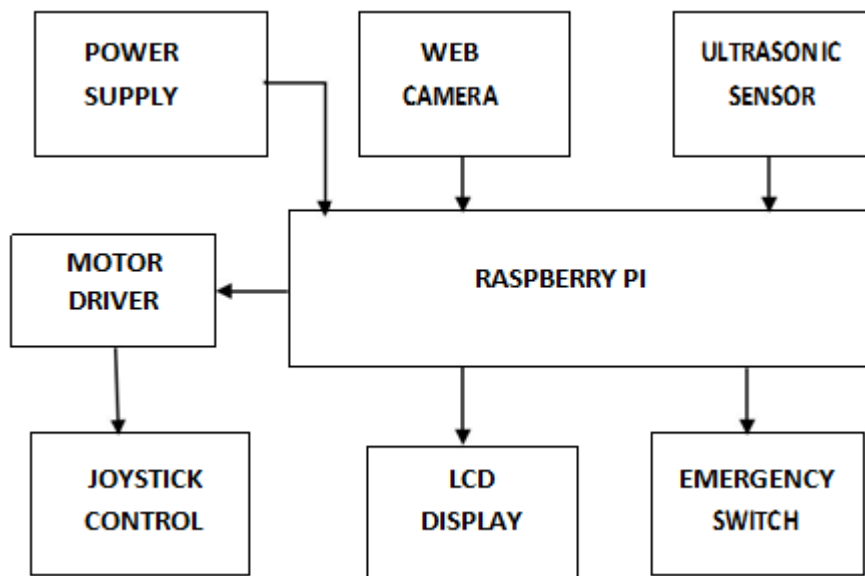 POWER
SUPPLY
WEB
CAMERA
ULTRASONIC
SENSOR
MOTOR
DRIVER
RASPBERRY PI
JOYSTICK
CONTROL
LCD
DISPLAY
EMERGENCY
SWITCH